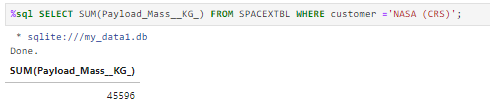 %sql SELECT SUM(Payload_Mass__KG_) FROM SPACEXTBL WHERE customer ='NASA (CRS)';
* sqlite:///my_data1.db
Done.
SUM(Payload_Mass__KG_)
45596